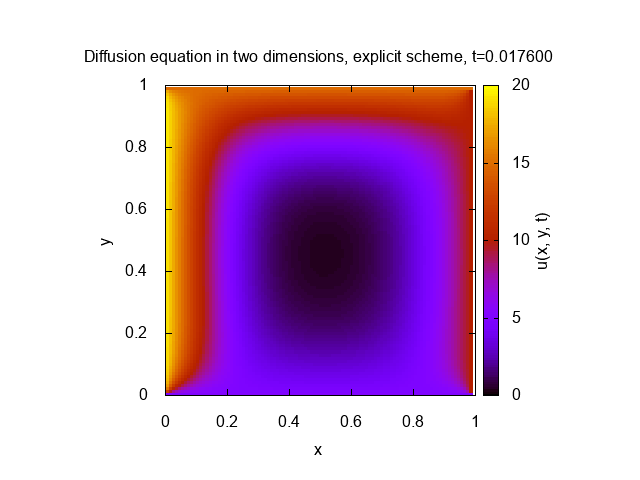 Diffusion equation in two dimensions, explicit scheme, t=0.017600
1
0.8
0.6
0.4
0.2
0
y
0 0.2 0.4 0.6 0.8 1
x
20
15
10
5
0
u(x, y, t)